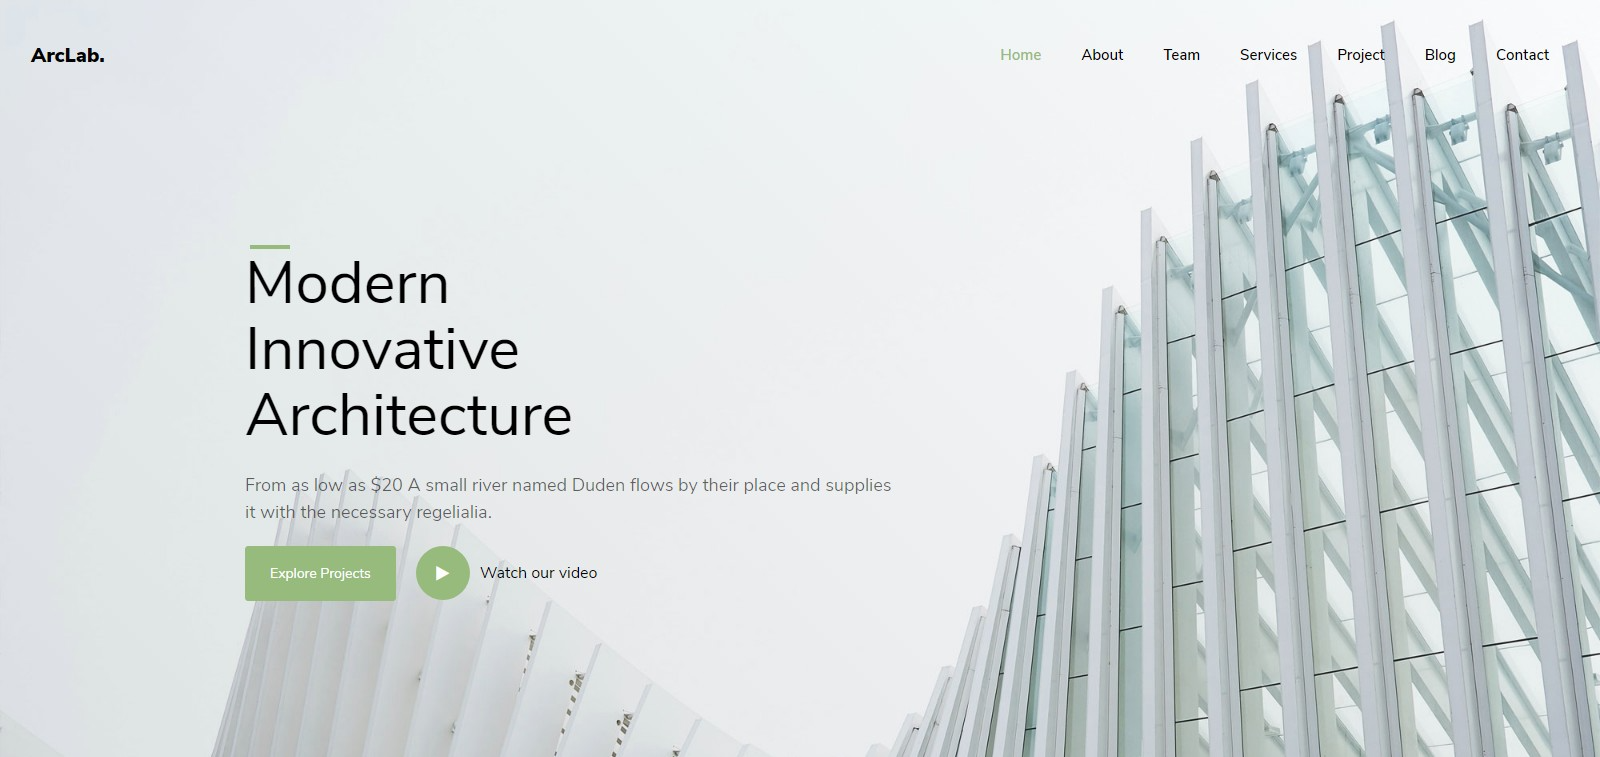 ArcLab.
Home About Team Services Project Blog Contact
Modern
Innovative
Architecture
From as low as $20 A small river named Duden flows by their place and supplies
it with the necessary regelialia.
Explore Projects
Watch our video